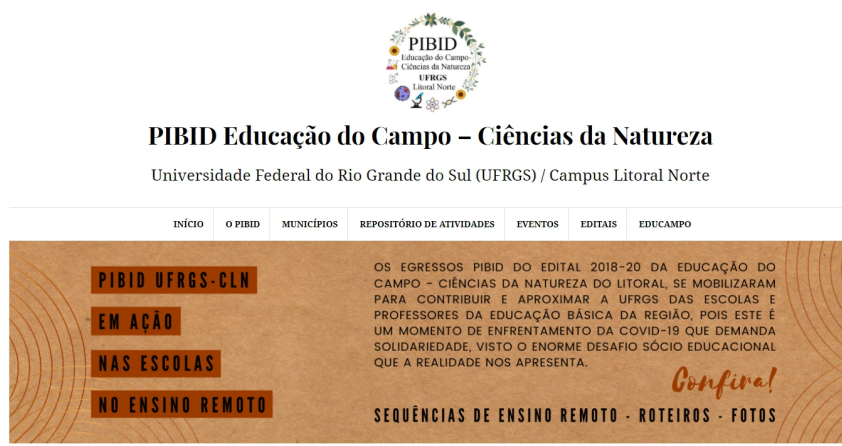 PIBID
Educação do Campo-
Ciências da Natureza
UFRGS
Litoral Norte
PIBID Educação do Campo – Ciências da Natureza
Universidade Federal do Rio Grande do Sul (UFRGS) / Campus Litoral Norte
INÍCIO O PIBID MUNICÍPIOS REPOSITÓRIO DE ATIVIDADES EVENTOS EDITAIS EDUCAMPO
PIBID UFRGS-CLN
EM AÇÃO
NAS ESCOLAS
NO ENSINO REMOTO
OS EGRESSOS PIBID DO EDITAL 2018-20 DA EDUCAÇÃO DO
CAMPO - CIÊNCIAS DA NATUREZA DO LITORAL, SE MOBILIZARAM
PARA CONTRIBUIR E APROXIMAR A UFRGS DAS ESCOLAS E
PROFESSORES DA EDUCAÇÃO BÁSICA DA REGIÃO, POIS ESTE É
UM MOMENTO DE ENFRENTAMENTO DA COVID-19 QUE DEMANDA
SOLIDARIEDADE, VISTO O ENORME DESAFIO SÓCIO EDUCACIONAL
QUE A REALIDADE NOS APRESENTA.
Confira!
SEQUÊNCIAS DE ENSINO REMOTO - ROTEIROS - FOTOS